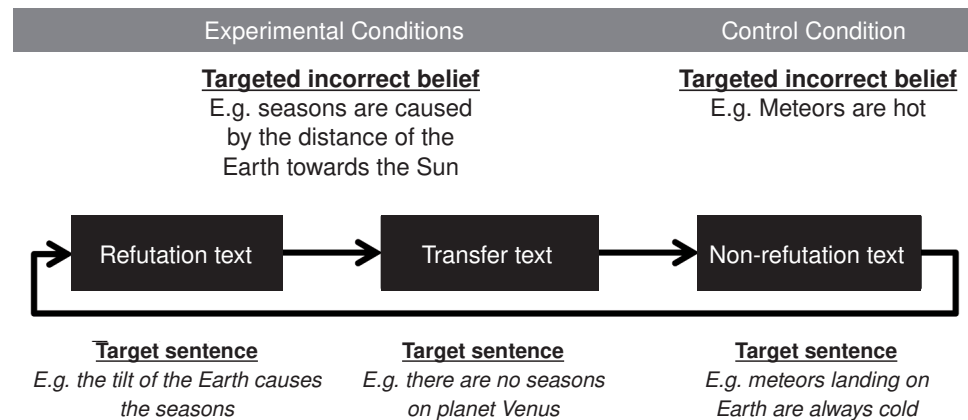 Experimental Conditions
Control Condition
Targeted incorrect belief
E.g. seasons are caused
by the distance of the
Earth towards the Sun
Targeted incorrect belief
E.g. Meteors are hot
Refutation text
Transfer text
Non-refutation text
Target sentence
E.g. the tilt of the Earth causes
the seasons
Target sentence
E.g. there are no seasons
on planet Venus
Target sentence
E.g. meteors landing on
Earth are always cold